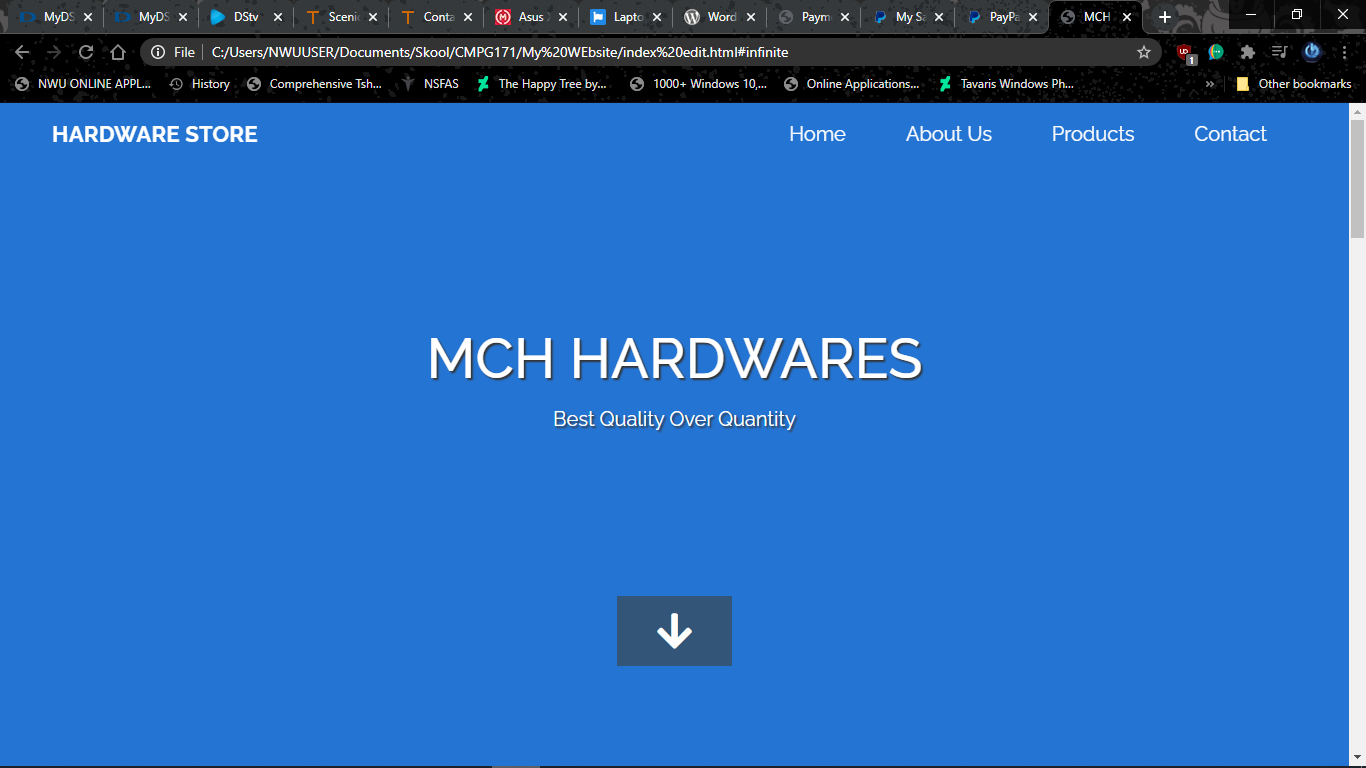 MyDS
MyDS
DStv
Sceni
Conta
Asus
Lapto
Word
Paym
My Sa
PayPa
MCH
File
C:/Users/NWUUSER/Documents/Skool/CMPG171/My%20WEbsite/index%20edit.html#infinite
1
NWU ONLINE APPL... History Comprehensive Tsh... NSFAS The Happy Tree by... 1000+ Windows 10,... Online Applications... Tavaris Windows Ph... » Other bookmarks
HARDWARE STORE Home About Us Products Contact
MCH HARDWARES
Best Quality Over Quantity